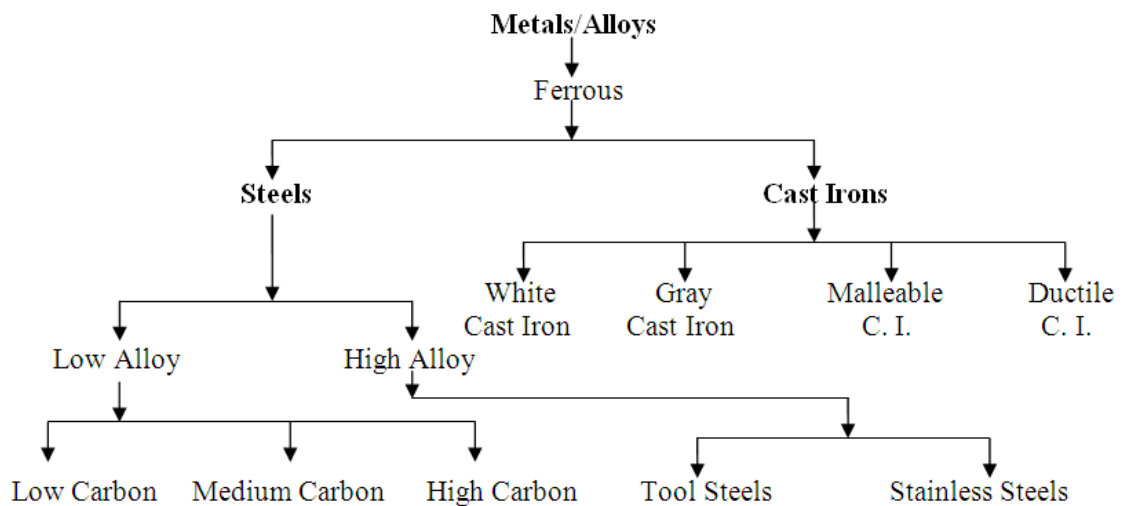 Metals/Alloys
Ferrous
Steels
Cast Irons
White
Cast Iron
Gray
Cast Iron
Malleable
C. I.
Ductile
C. I.
Low Alloy
High Alloy
Low Carbon
Medium Carbon
High Carbon
Tool Steels
Stainless Steels